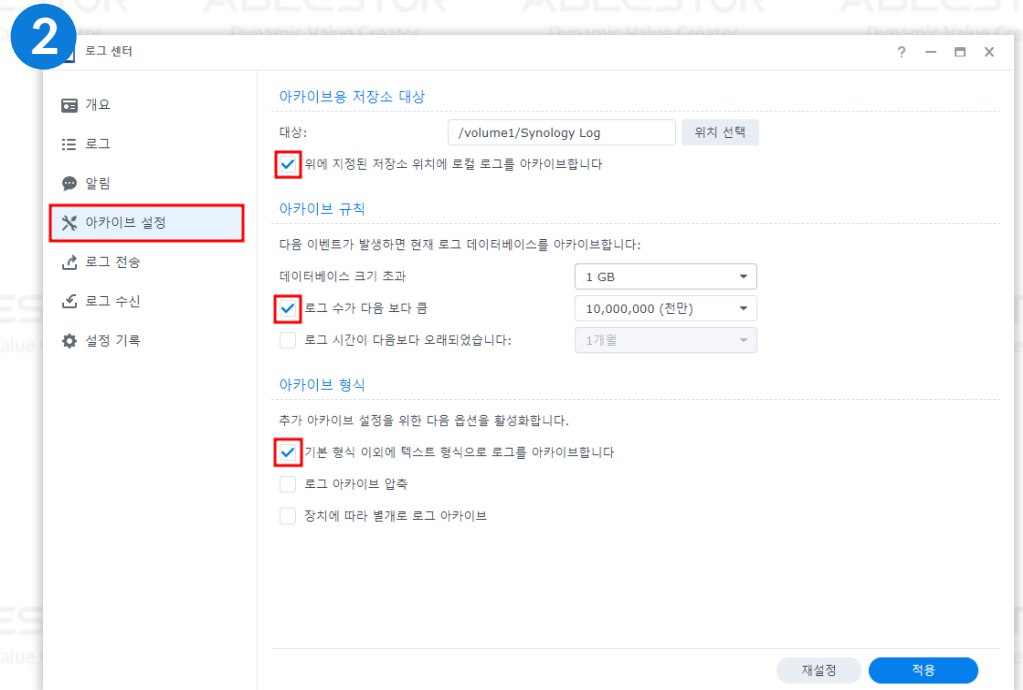 2
로그 센터
개요
로그
알림
아카이브 설정
로그 전송
로그 수신
설정 기록
아카이브용 저장소 대상
대상: /volume1/Synology Log 위치 선택
위에 지정된 저장소 위치에 로컬 로그를 아카이브합니다
아카이브 규칙
다음 이벤트가 발생하면 현재 로그 데이터베이스를 아카이브합니다:
데이터베이스 크기 초과 1 GB
로그 수가 다음 보다 큼 10,000,000 (천만)
로그 시간이 다음보다 오래되었습니다: 1개월
아카이브 형식
추가 아카이브 설정을 위한 다음 옵션을 활성화합니다.
기본 형식 이외에 텍스트 형식으로 로그를 아카이브합니다
로그 아카이브 압축
장치에 따라 별개로 로그 아카이브
재설정 적용